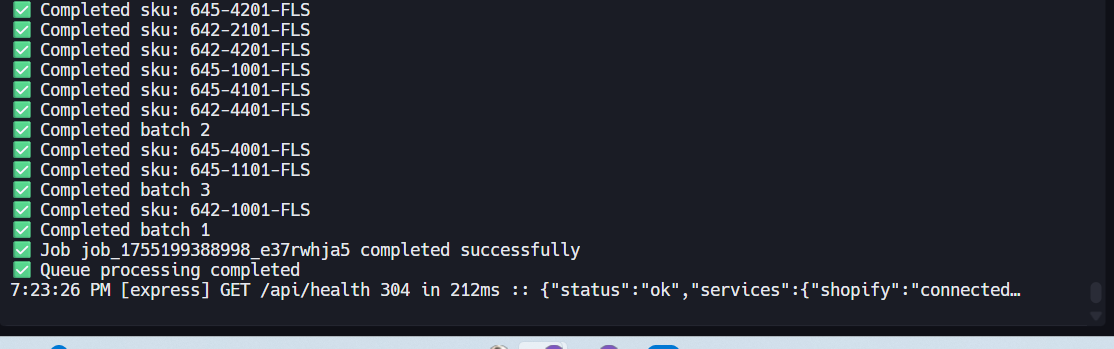 ✅ Completed sku: 645-4201-FLS
✅ Completed sku: 642-2101-FLS
✅ Completed sku: 642-4201-FLS
✅ Completed sku: 645-1001-FLS
✅ Completed sku: 645-4101-FLS
✅ Completed sku: 642-4401-FLS
✅ Completed batch 2
✅ Completed sku: 645-4001-FLS
✅ Completed sku: 645-1101-FLS
✅ Completed batch 3
✅ Completed sku: 642-1001-FLS
✅ Completed batch 1
✅ Job job_1755199388998_e37rwhja5 completed successfully
✅ Queue processing completed
7:23:26 PM [express] GET /api/health 304 in 212ms :: {"status":"ok","services":{"shopify":"connected…